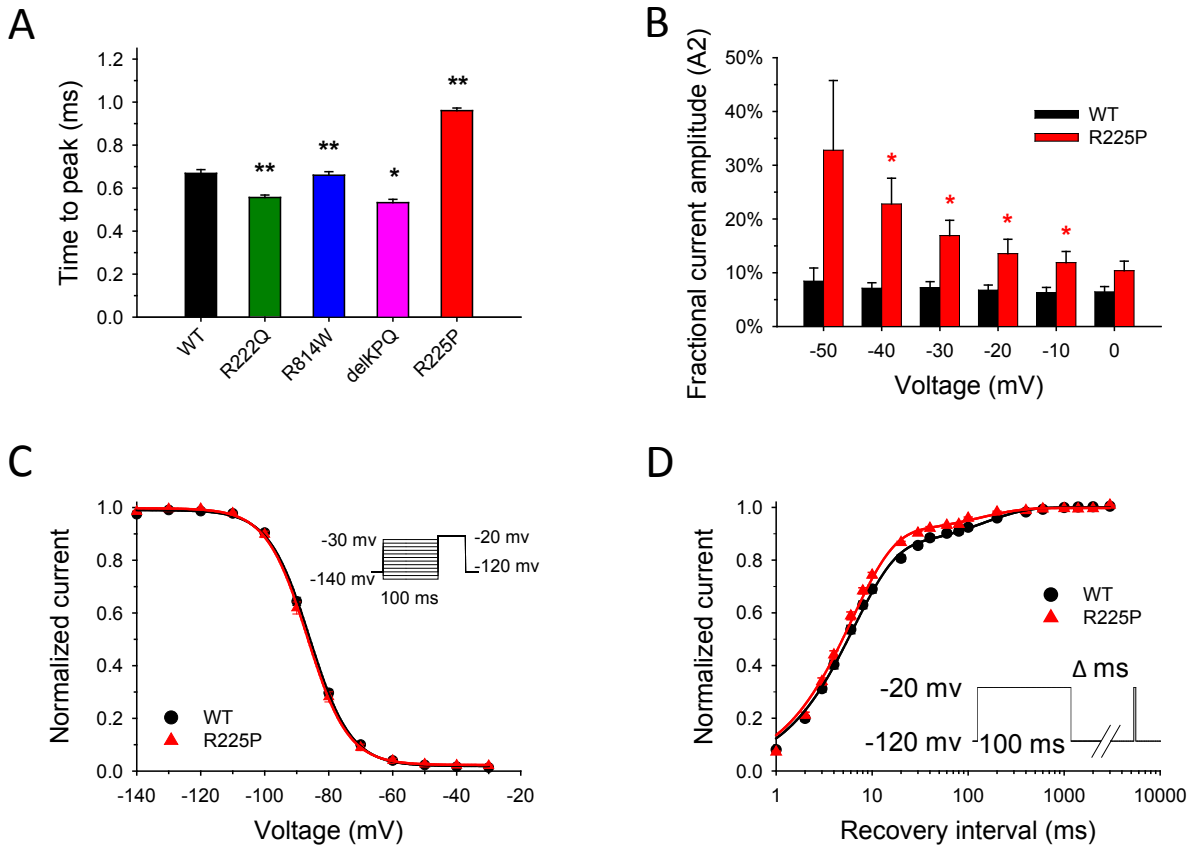 A
Time to peak (ms)
1.2
1.0
0.8
0.6
0.4
0.2
0.0
**
**
*
**
WT
R222Q
R814W
delKPQ
R225P
B
Fractional current amplitude (A2)
50%
40%
30%
20%
10%
0%
WT
R225P
*
*
*
*
-50
-40
-30
-20
-10
0
Voltage (mV)
C
Normalized current
1.0
0.8
0.6
0.4
0.2
0.0
-30 mv
-20 mv
-140 mv
-120 mv
100 ms
WT
R225P
-140
-120
-100
-80
-60
-40
-20
Voltage (mV)
D
Normalized current
1.0
0.8
0.6
0.4
0.2
0.0
WT
R225P
Δ ms
-20 mv
-120 mv
100 ms
1
10
100
1000
10000
Recovery interval (ms)